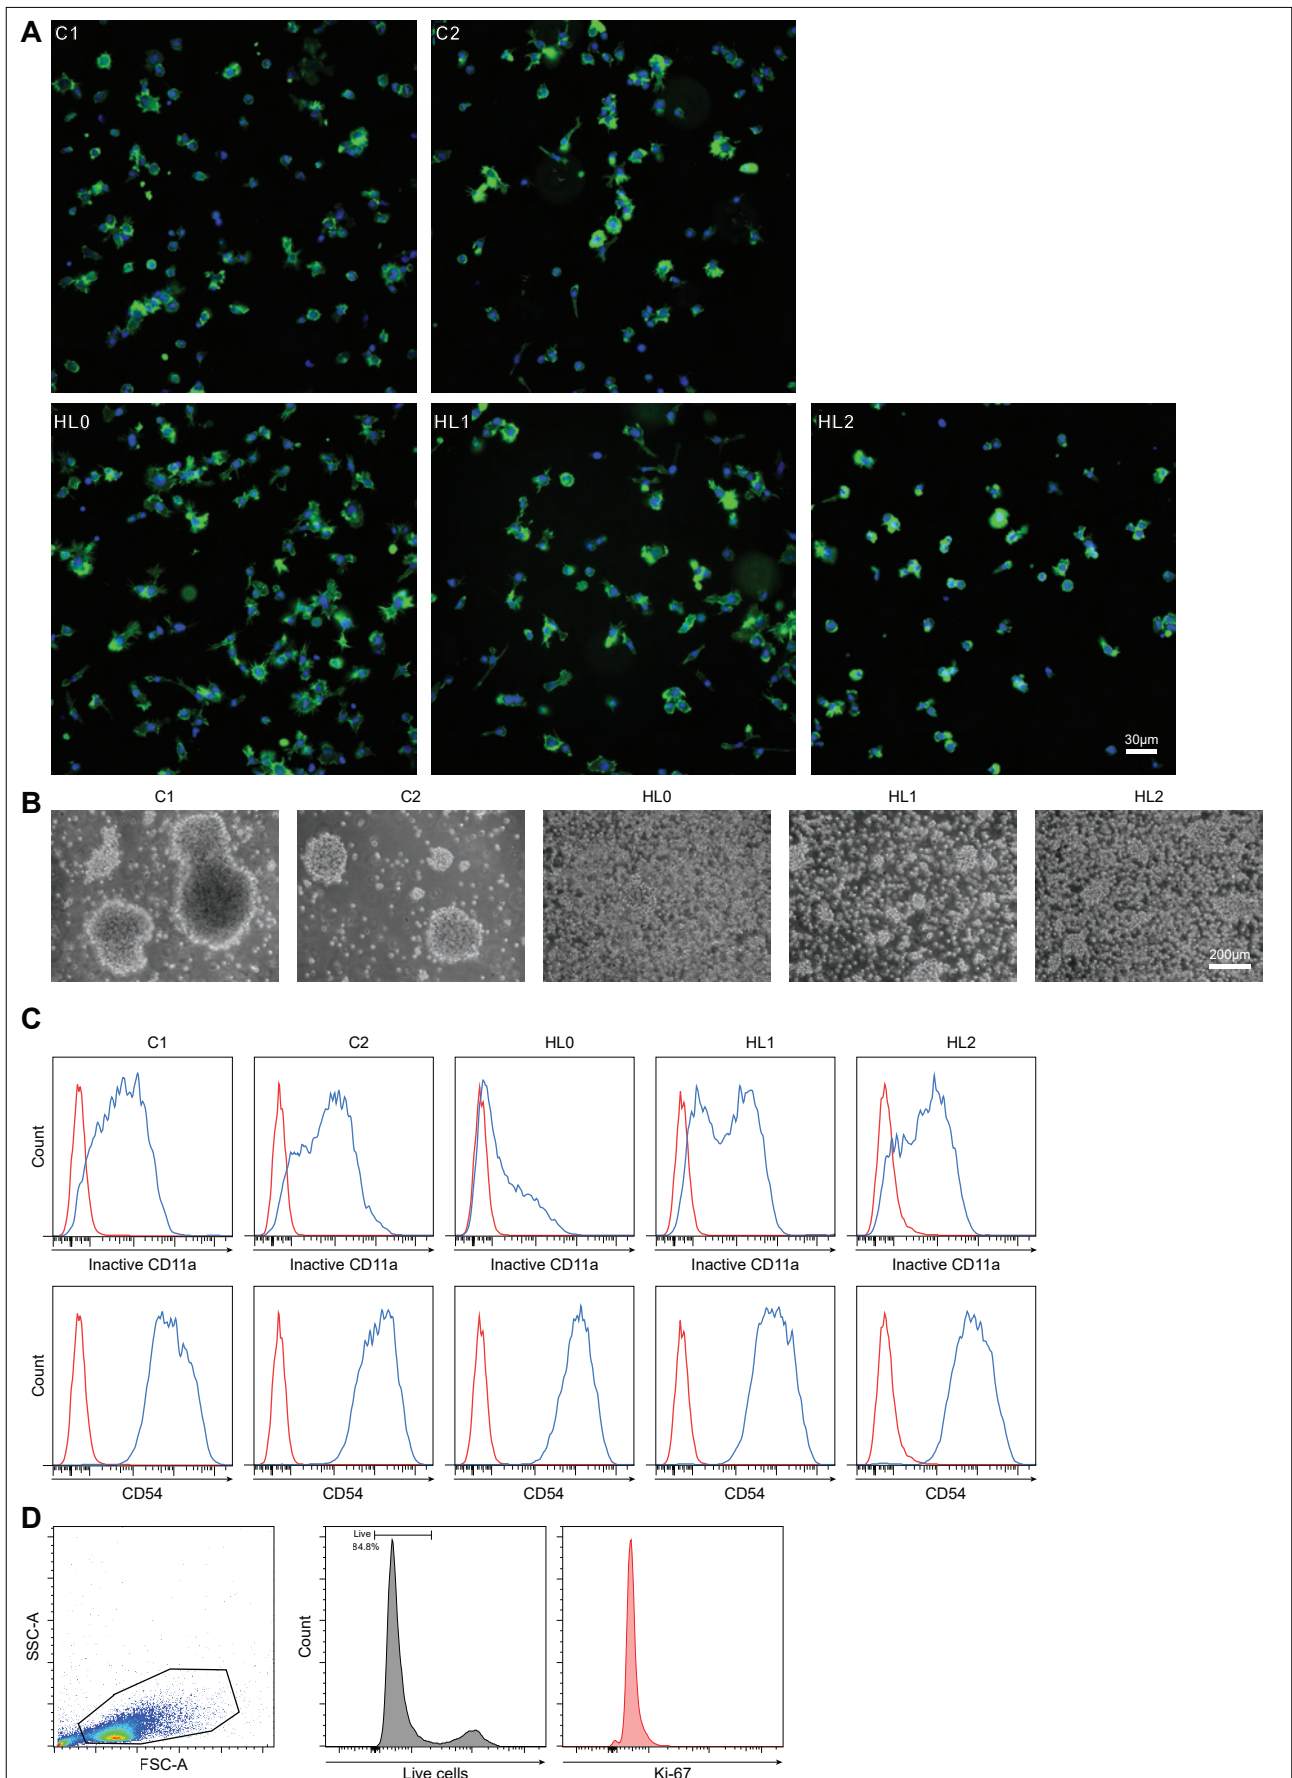 A
C1
C2
HL0
HL1
HL2
30µm
B
C1
C2
HL0
HL1
HL2
200µm
C
C1
C2
HL0
HL1
HL2
Count
Inactive CD11a
Inactive CD11a
Inactive CD11a
Inactive CD11a
Inactive CD11a
Count
CD54
CD54
CD54
CD54
CD54
D
SSC-A
FSC-A
Live
84.8%
Count
Live cells
Ki-67